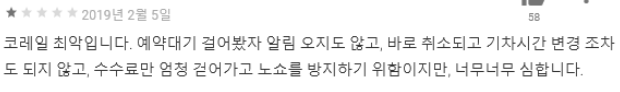 ★★★★★ 2019년 2월 5일
58
코레일 최악입니다. 예약대기 걸어봤자 알림 오지도 않고, 바로 취소되고 기차시간 변경 조차
도 되지 않고, 수수료만 엄청 걷어가고 노쇼를 방지하기 위함이지만, 너무너무 심합니다.